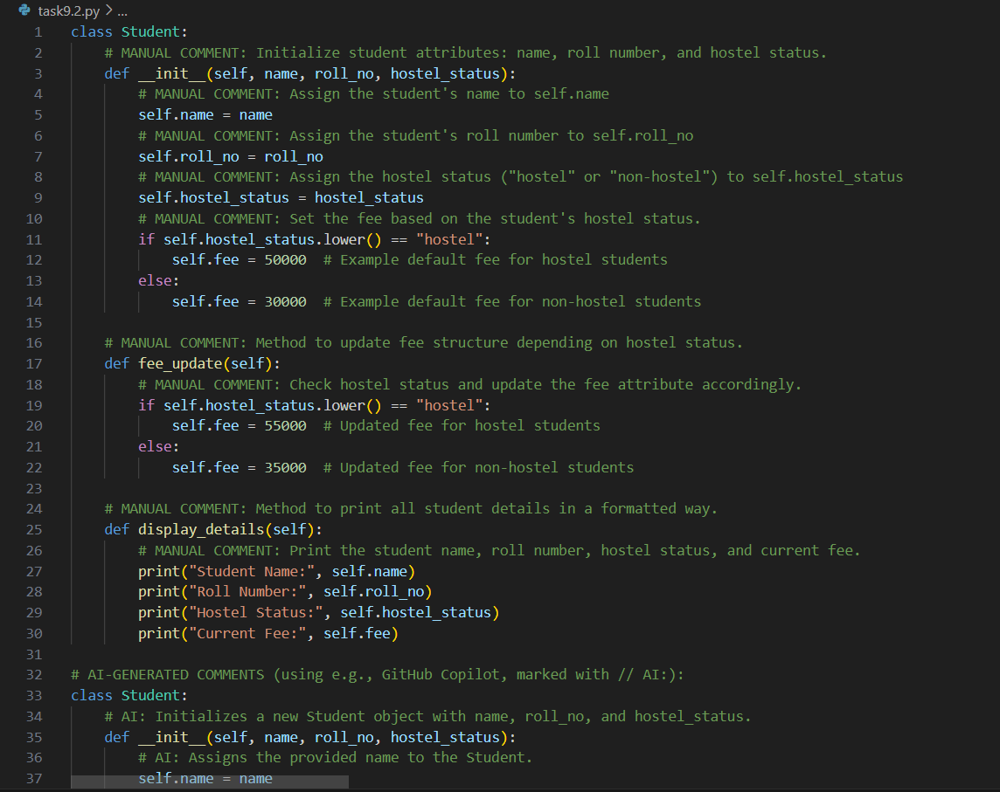 task9.2.py > ...
1 class Student:
2     # MANUAL COMMENT: Initialize student attributes: name, roll number, and hostel status.
3     def __init__(self, name, roll_no, hostel_status):
4         # MANUAL COMMENT: Assign the student's name to self.name
5         self.name = name
6         # MANUAL COMMENT: Assign the student's roll number to self.roll_no
7         self.roll_no = roll_no
8         # MANUAL COMMENT: Assign the hostel status ("hostel" or "non-hostel") to self.hostel_status
9         self.hostel_status = hostel_status
10         # MANUAL COMMENT: Set the fee based on the student's hostel status.
11         if self.hostel_status.lower() == "hostel":
12             self.fee = 50000  # Example default fee for hostel students
13         else:
14             self.fee = 30000  # Example default fee for non-hostel students
15
16     # MANUAL COMMENT: Method to update fee structure depending on hostel status.
17     def fee_update(self):
18         # MANUAL COMMENT: Check hostel status and update the fee attribute accordingly.
19         if self.hostel_status.lower() == "hostel":
20             self.fee = 55000  # Updated fee for hostel students
21         else:
22             self.fee = 35000  # Updated fee for non-hostel students
23
24     # MANUAL COMMENT: Method to print all student details in a formatted way.
25     def display_details(self):
26         # MANUAL COMMENT: Print the student name, roll number, hostel status, and current fee.
27         print("Student Name:", self.name)
28         print("Roll Number:", self.roll_no)
29         print("Hostel Status:", self.hostel_status)
30         print("Current Fee:", self.fee)
31
32 # AI-GENERATED COMMENTS (using e.g., GitHub Copilot, marked with // AI:):
33 class Student:
34     # AI: Initializes a new Student object with name, roll_no, and hostel_status.
35     def __init__(self, name, roll_no, hostel_status):
36         # AI: Assigns the provided name to the Student.
37         self.name = name